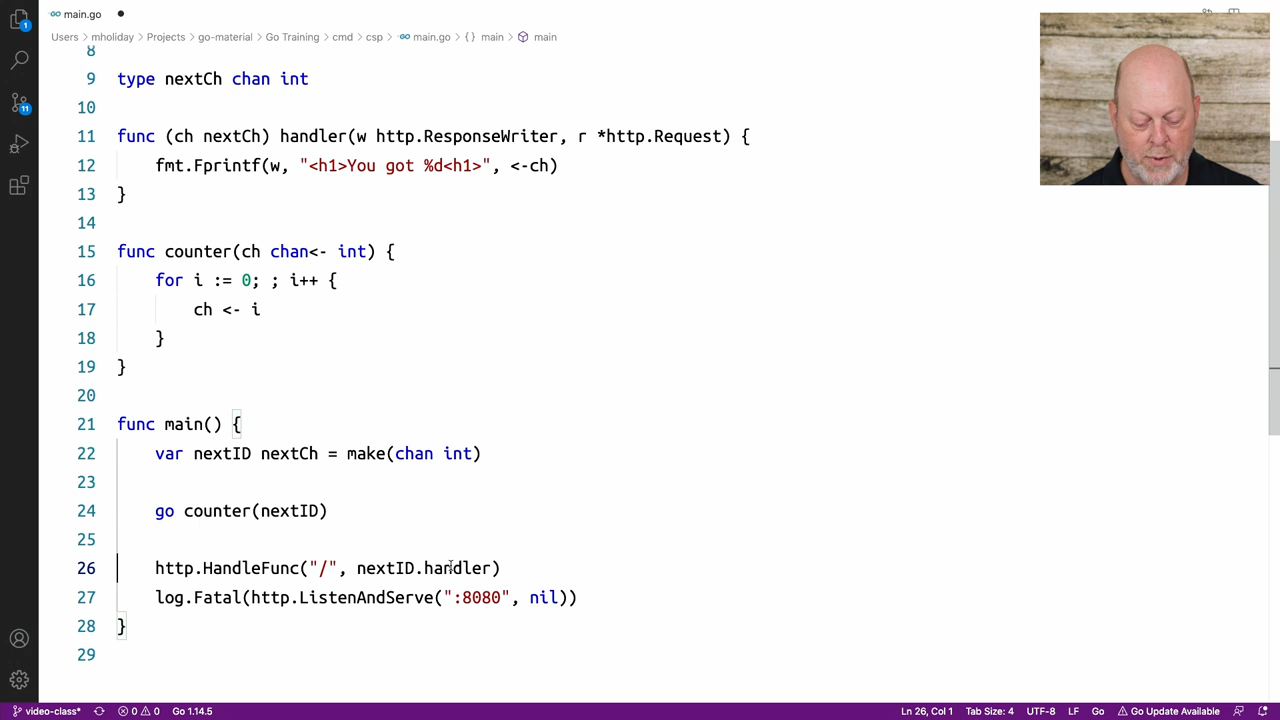 main.go
Users mholiday Projects go-material Go Training cmd csp main.go {} main main
8
9 type nextCh chan int
10
11 func (ch nextCh) handler(w http.ResponseWriter, r *http.Request) {
12 fmt.Fprintf(w, "<h1>You got %d<h1>", <-ch)
13 }
14
15 func counter(ch chan<- int) {
16 for i := 0; ; i++ {
17 ch <- i
18 }
19 }
20
21 func main() {
22 var nextID nextCh = make(chan int)
23
24 go counter(nextID)
25
26 http.HandleFunc("/", nextID.handler)
27 log.Fatal(http.ListenAndServe(":8080", nil))
28 }
29
1
11
video-class* 0 0 Go 1.14.5 Ln 26, Col 1 Tab Size: 4 UTF-8 LF Go Go Update Available